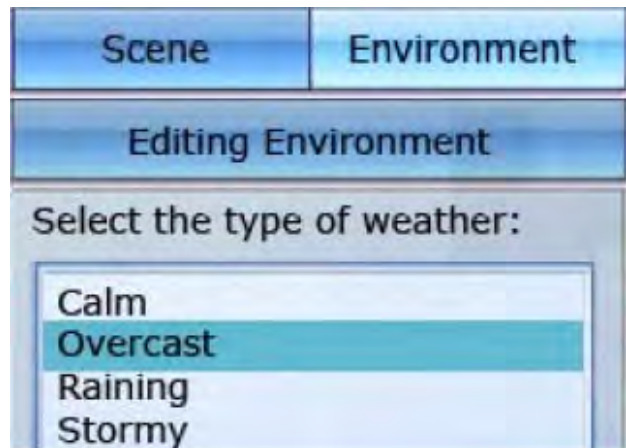 Scene Environment
Editing Environment
Select the type of weather:
Calm
Overcast
Raining
Stormy